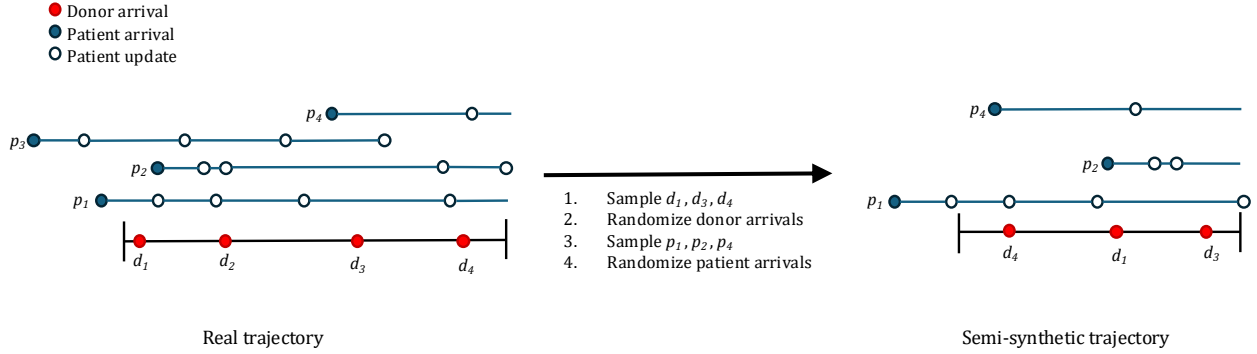 Donor arrival
Patient arrival
Patient update
p4
p3
p2
p1
d1 d2 d3 d4
Real trajectory
1. Sample d1, d3, d4
2. Randomize donor arrivals
3. Sample p1, p2, p4
4. Randomize patient arrivals
p4
p2
p1
d4 d1 d3
Semi-synthetic trajectory